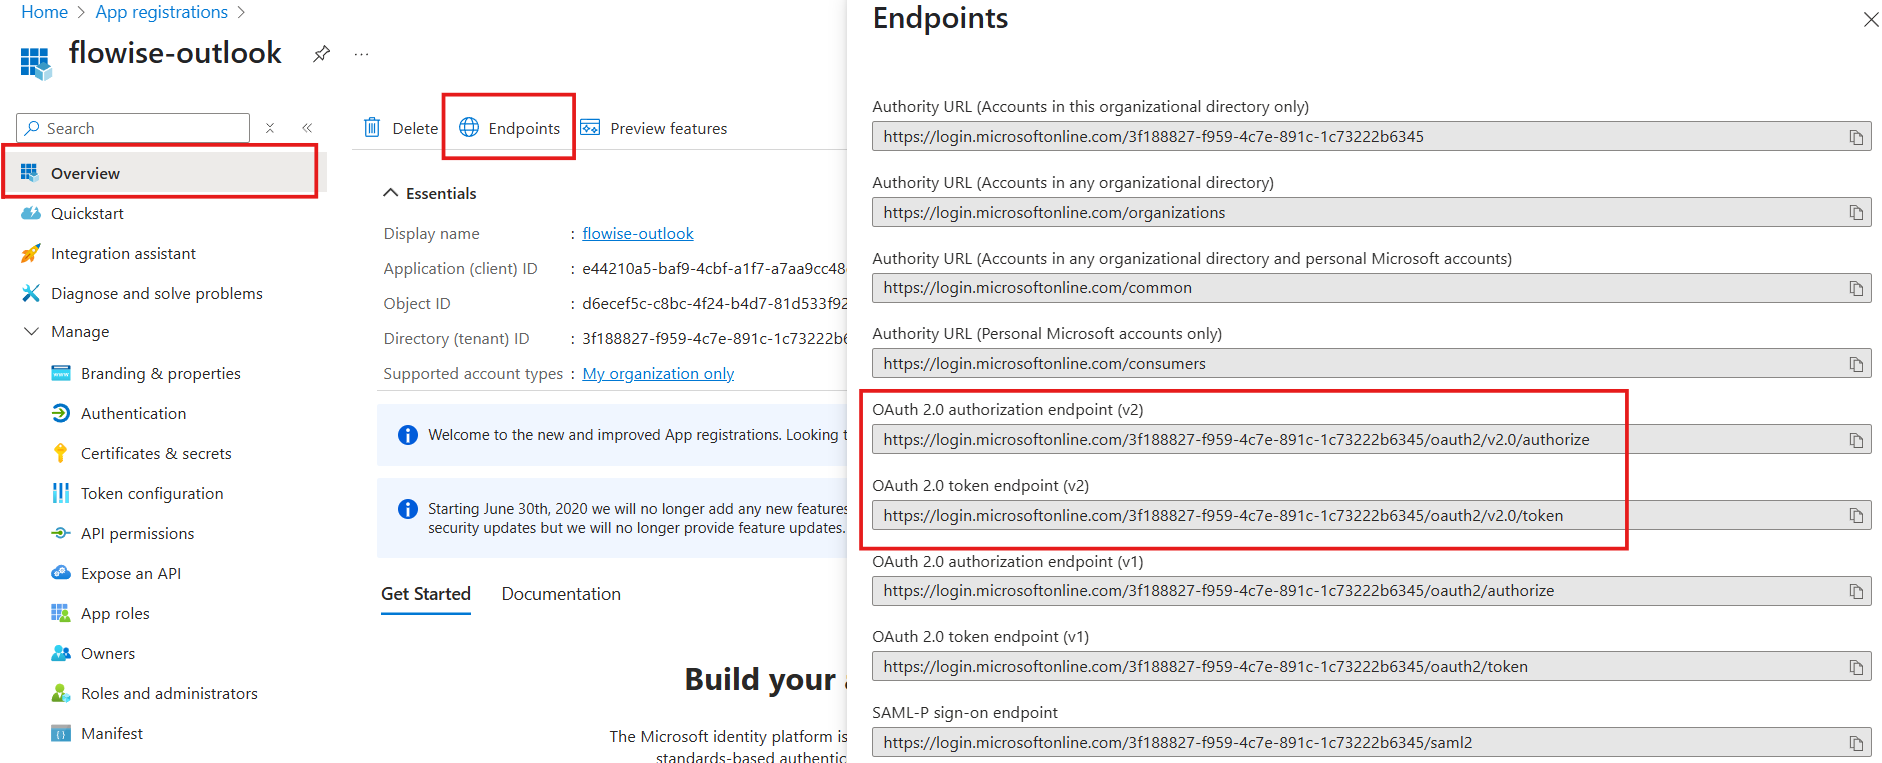 Home > App registrations >
flowise-outlook
...
Search
Overview
Quickstart
Integration assistant
Diagnose and solve problems
Manage
Branding & properties
Authentication
Certificates & secrets
Token configuration
API permissions
Expose an API
App roles
Owners
Roles and administrators
Manifest
Delete
Endpoints
Preview features
Essentials
Display name : flowise-outlook
Application (client) ID : e44210a5-baf9-4cbf-a1f7-a7aa9cc48
Object ID : d6ecef5c-c8bc-4f24-b4d7-81d533f92
Directory (tenant) ID : 3f188827-f959-4c7e-891c-1c73222b6
Supported account types : My organization only
Welcome to the new and improved App registrations. Looking t
Starting June 30th, 2020 we will no longer add any new features
security updates but we will no longer provide feature updates.
Get Started
Documentation
Build your
The Microsoft identity platform is
standards-based authentic
Endpoints
Authority URL (Accounts in this organizational directory only)
https://login.microsoftonline.com/3f188827-f959-4c7e-891c-1c73222b6345
Authority URL (Accounts in any organizational directory)
https://login.microsoftonline.com/organizations
Authority URL (Accounts in any organizational directory and personal Microsoft accounts)
https://login.microsoftonline.com/common
Authority URL (Personal Microsoft accounts only)
https://login.microsoftonline.com/consumers
OAuth 2.0 authorization endpoint (v2)
https://login.microsoftonline.com/3f188827-f959-4c7e-891c-1c73222b6345/oauth2/v2.0/authorize
OAuth 2.0 token endpoint (v2)
https://login.microsoftonline.com/3f188827-f959-4c7e-891c-1c73222b6345/oauth2/v2.0/token
OAuth 2.0 authorization endpoint (v1)
https://login.microsoftonline.com/3f188827-f959-4c7e-891c-1c73222b6345/oauth2/authorize
OAuth 2.0 token endpoint (v1)
https://login.microsoftonline.com/3f188827-f959-4c7e-891c-1c73222b6345/oauth2/token
SAML-P sign-on endpoint
https://login.microsoftonline.com/3f188827-f959-4c7e-891c-1c73222b6345/saml2